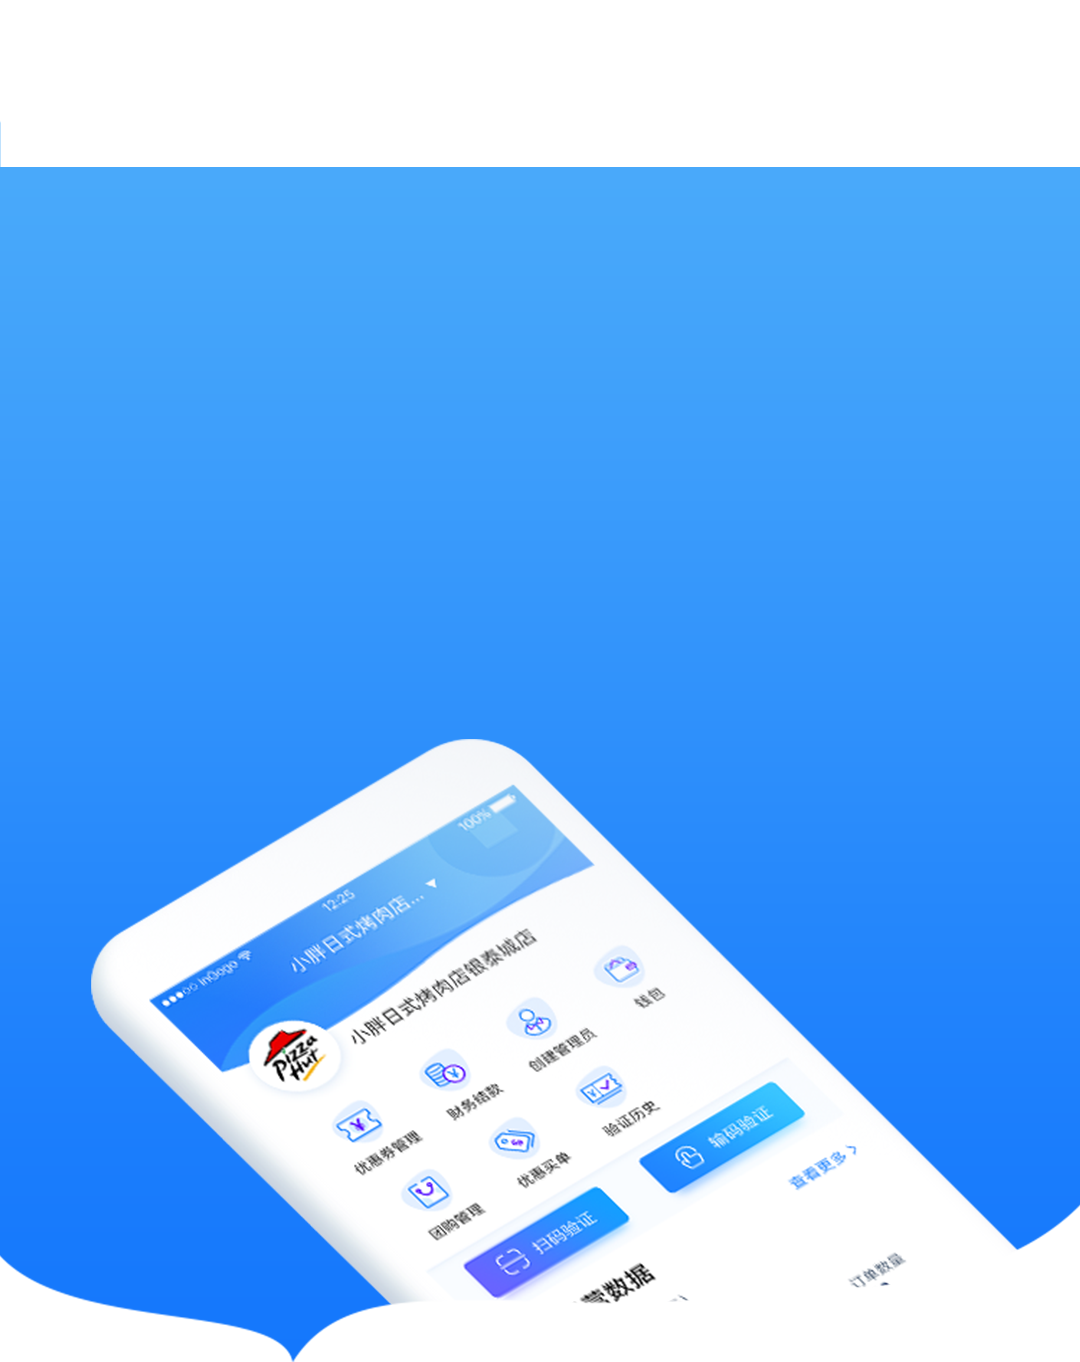 ●●●○○ inGogo
12:25
100%
小胖日式烤肉店...
Pizza
Hut
小胖日式烤肉店银泰城店
优惠券管理
财务结款
创建管理员
钱包
团购管理
优惠买单
验证历史
扫码验证
输码验证
营数据
查看更多
订单数量